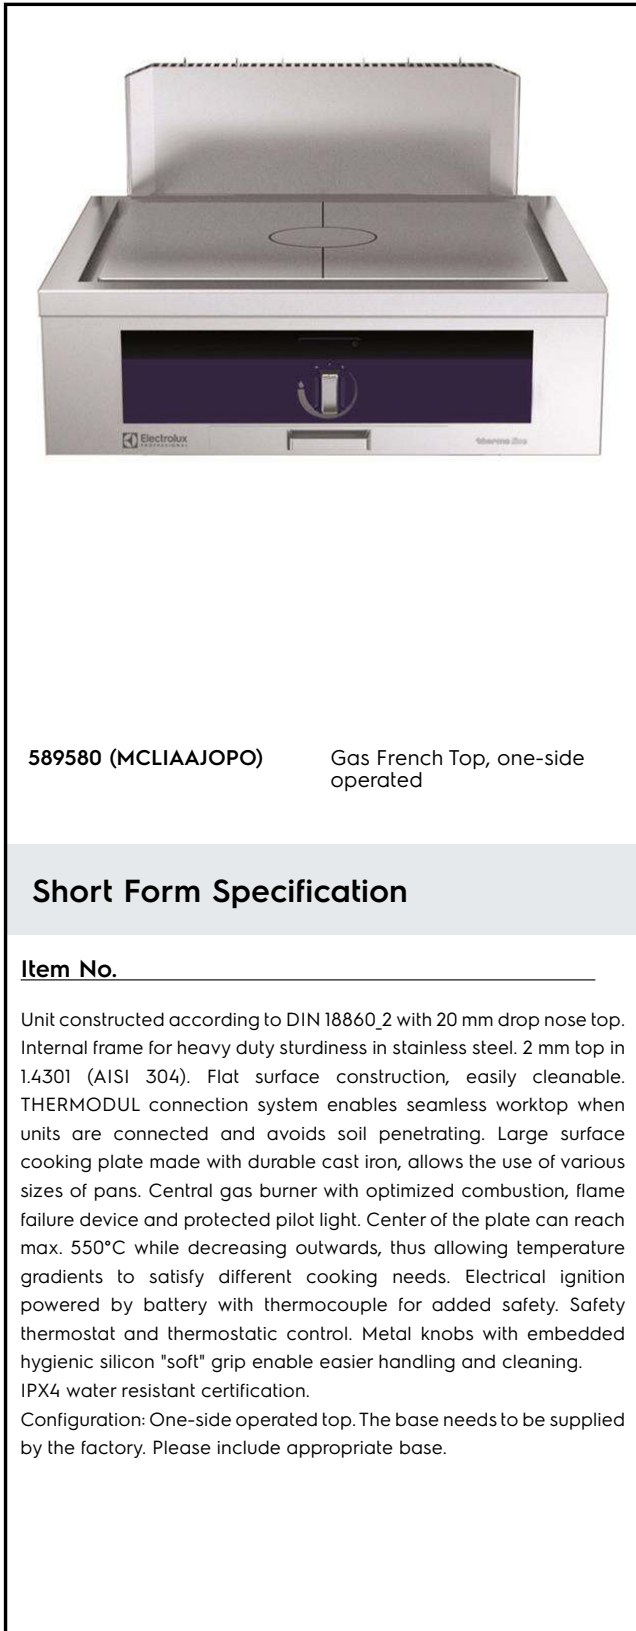 Electrolux
PROFESSIONAL
thermaline
589580 (MCLIAAJOPO)
Gas French Top, one-side
operated
Short Form Specification
Item No.
Unit constructed according to DIN 18860_2 with 20 mm drop nose top.
Internal frame for heavy duty sturdiness in stainless steel. 2 mm top in
1.4301 (AISI 304). Flat surface construction, easily cleanable.
THERMODUL connection system enables seamless worktop when
units are connected and avoids soil penetrating. Large surface
cooking plate made with durable cast iron, allows the use of various
sizes of pans. Central gas burner with optimized combustion, flame
failure device and protected pilot light. Center of the plate can reach
max. 550°C while decreasing outwards, thus allowing temperature
gradients to satisfy different cooking needs. Electrical ignition
powered by battery with thermocouple for added safety. Safety
thermostat and thermostatic control. Metal knobs with embedded
hygienic silicon "soft" grip enable easier handling and cleaning.
IPX4 water resistant certification.
Configuration: One-side operated top. The base needs to be supplied
by the factory. Please include appropriate base.